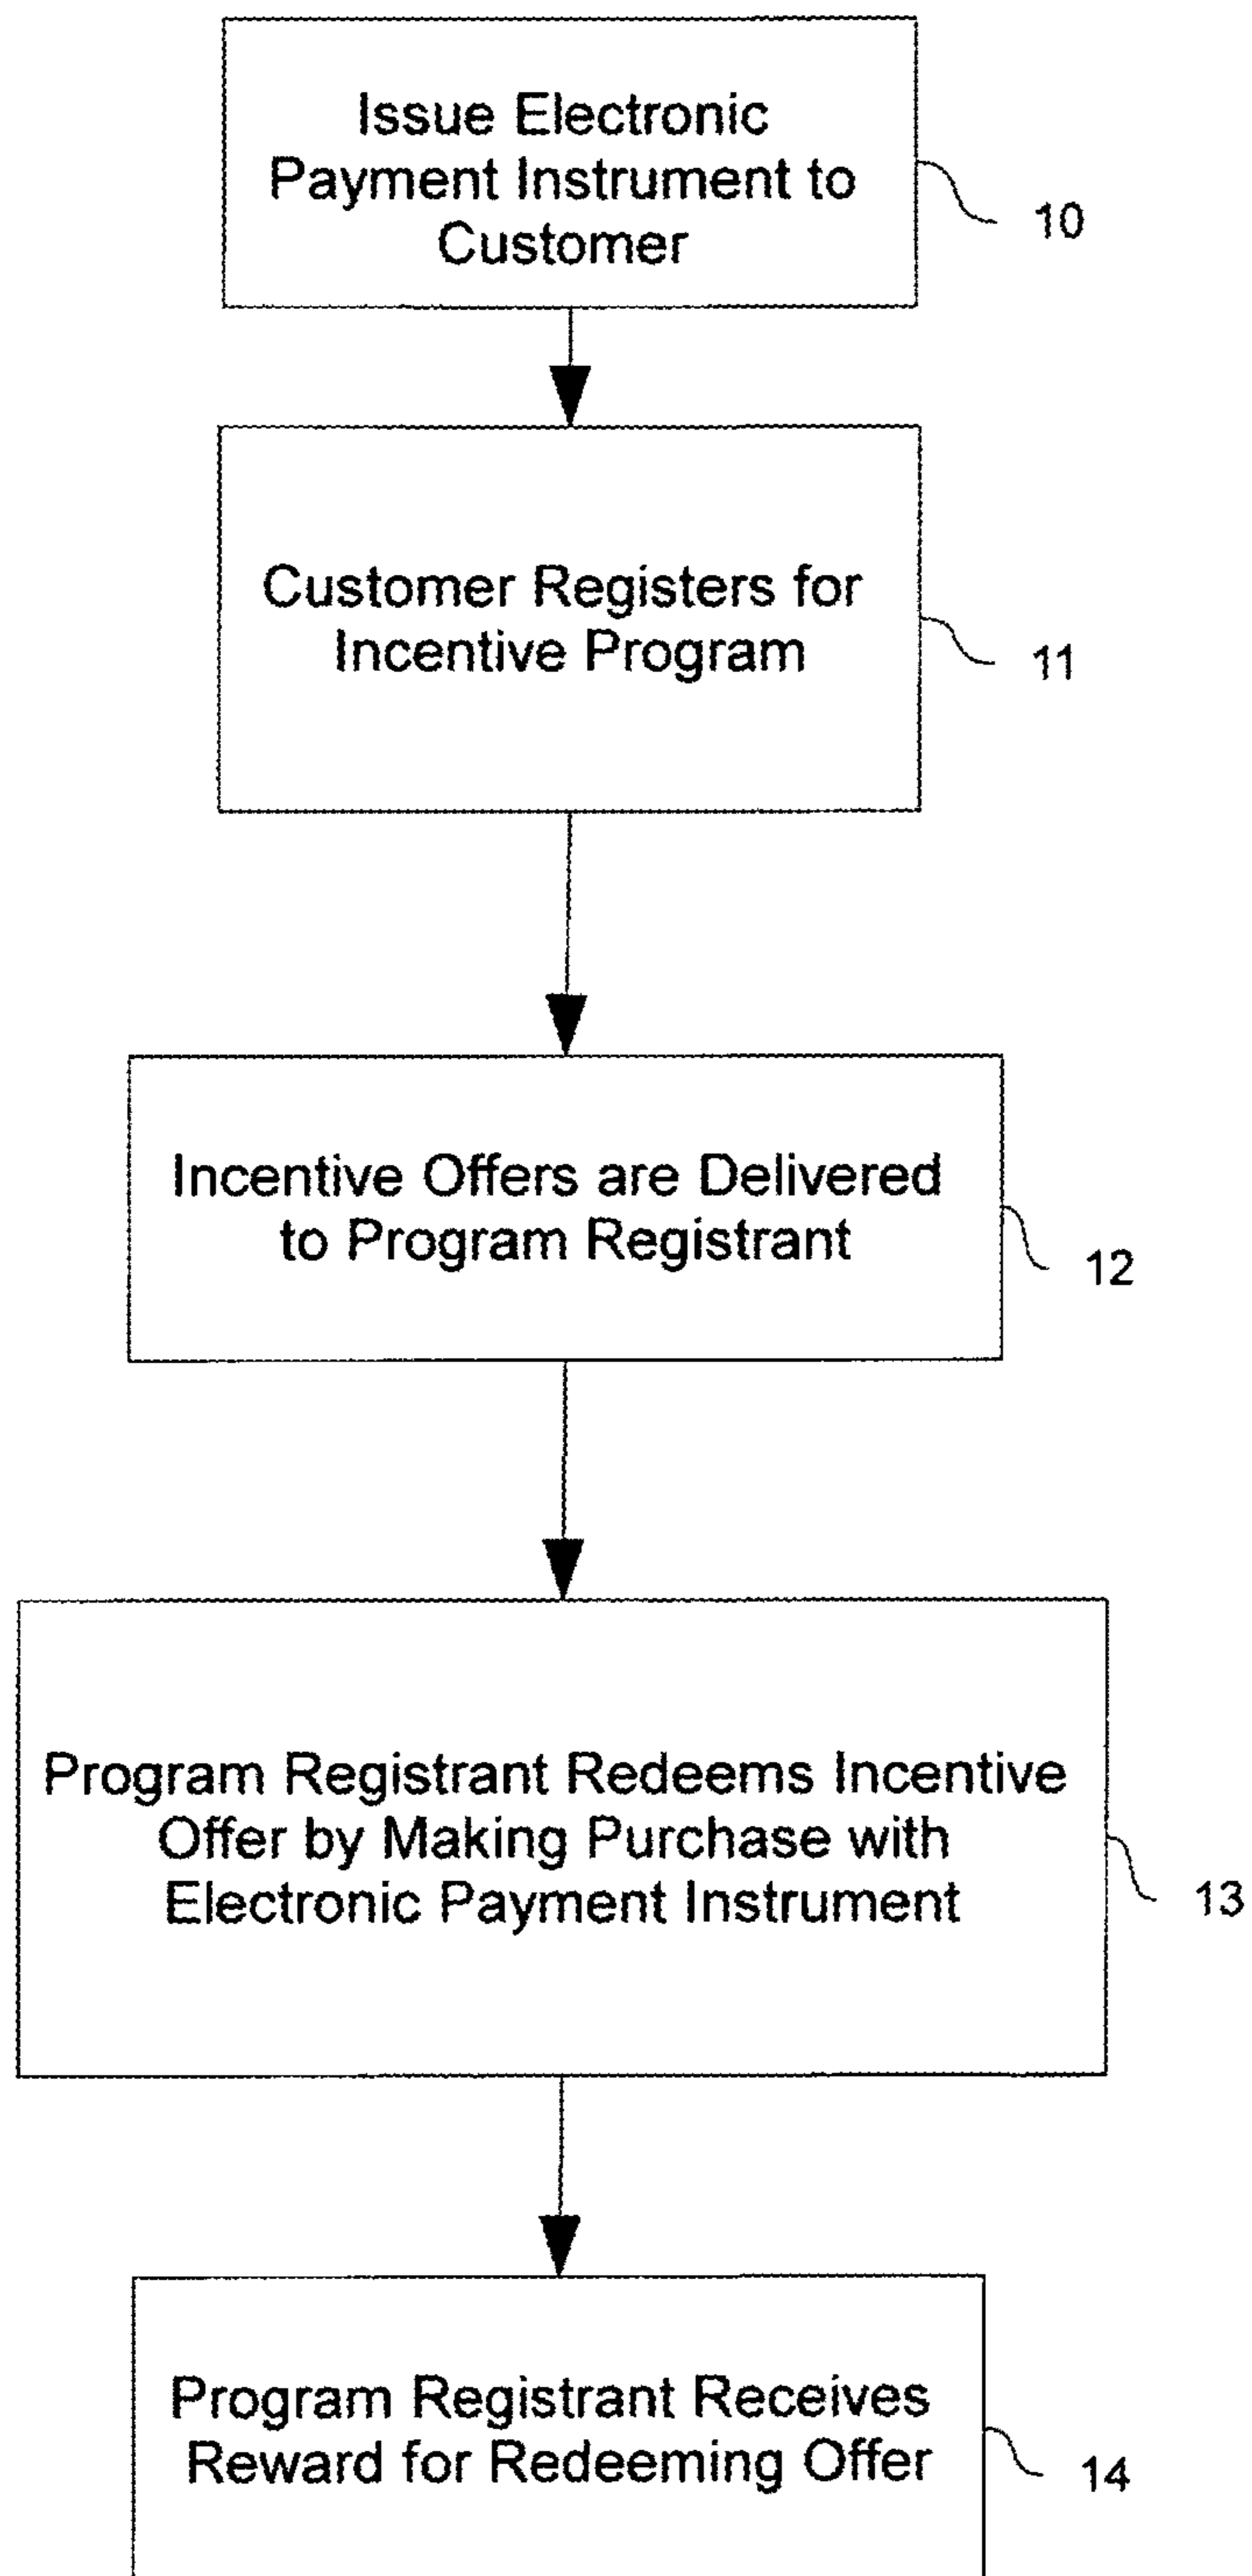 Issue Electronic
Payment Instrument to
Customer
10
Customer Registers for
Incentive Program
11
Incentive Offers are Delivered
to Program Registrant
12
Program Registrant Redeems Incentive
Offer by Making Purchase with
Electronic Payment Instrument
13
Program Registrant Receives
Reward for Redeeming Offer
14